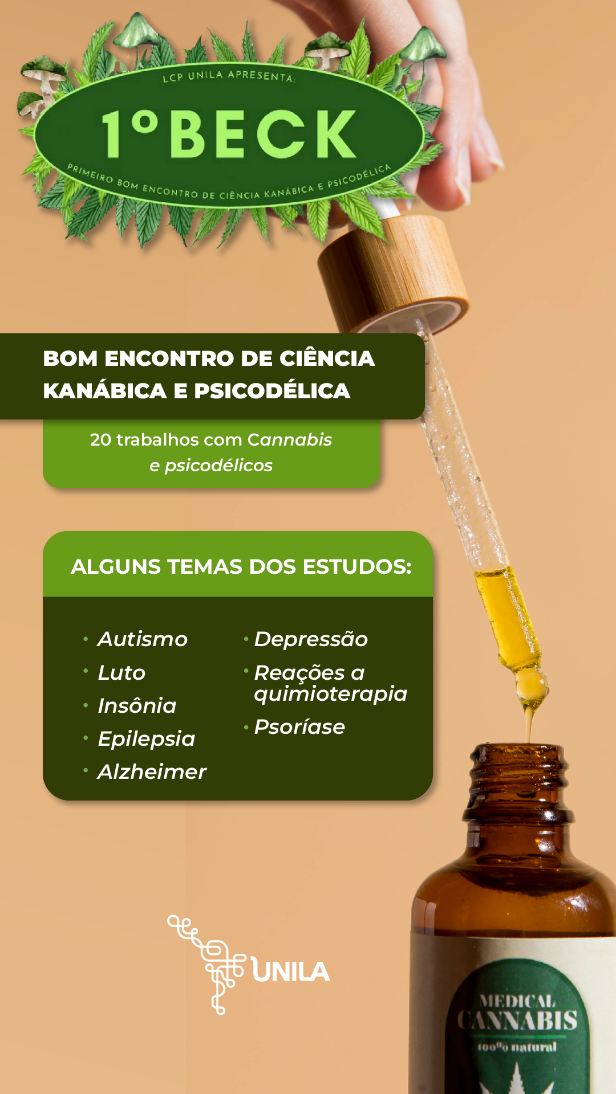 LCP UNILA APRESENTA:
1º BECK
PRIMEIRO BOM ENCONTRO DE CIÊNCIA KANÁBICA E PSICODÉLICA
BOM ENCONTRO DE CIÊNCIA
KANÁBICA E PSICODÉLICA
20 trabalhos com Cannabis
e psicodélicos
ALGUNS TEMAS DOS ESTUDOS:
• Autismo
• Luto
• Insônia
• Epilepsia
• Alzheimer
• Depressão
• Reações a
quimioterapia
• Psoríase
UNILA
MEDICAL
CANNABIS
100% natural